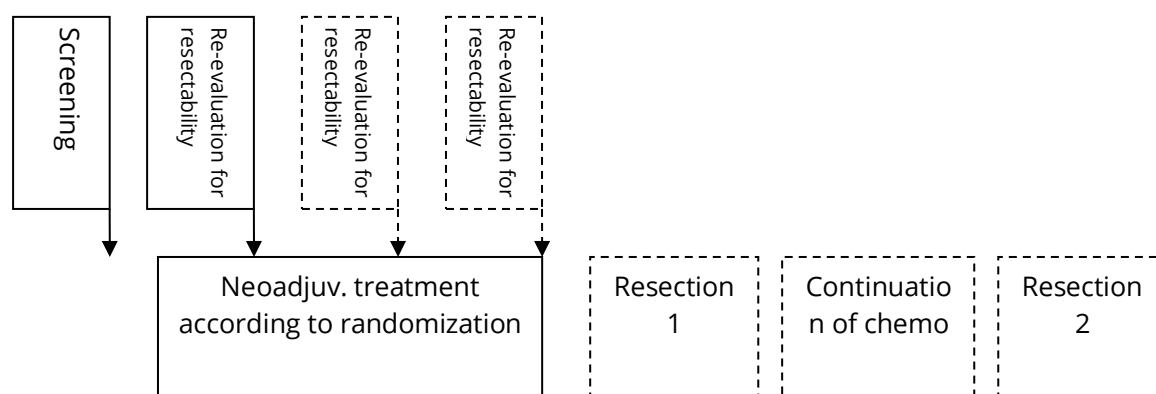 Screening
Re-evaluation for
resectability
Re-evaluation for
resectability
Re-evaluation for
resectability
Neoadjuv. treatment
according to randomization
Resection
1
Continuatio
n of chemo
Resection
2